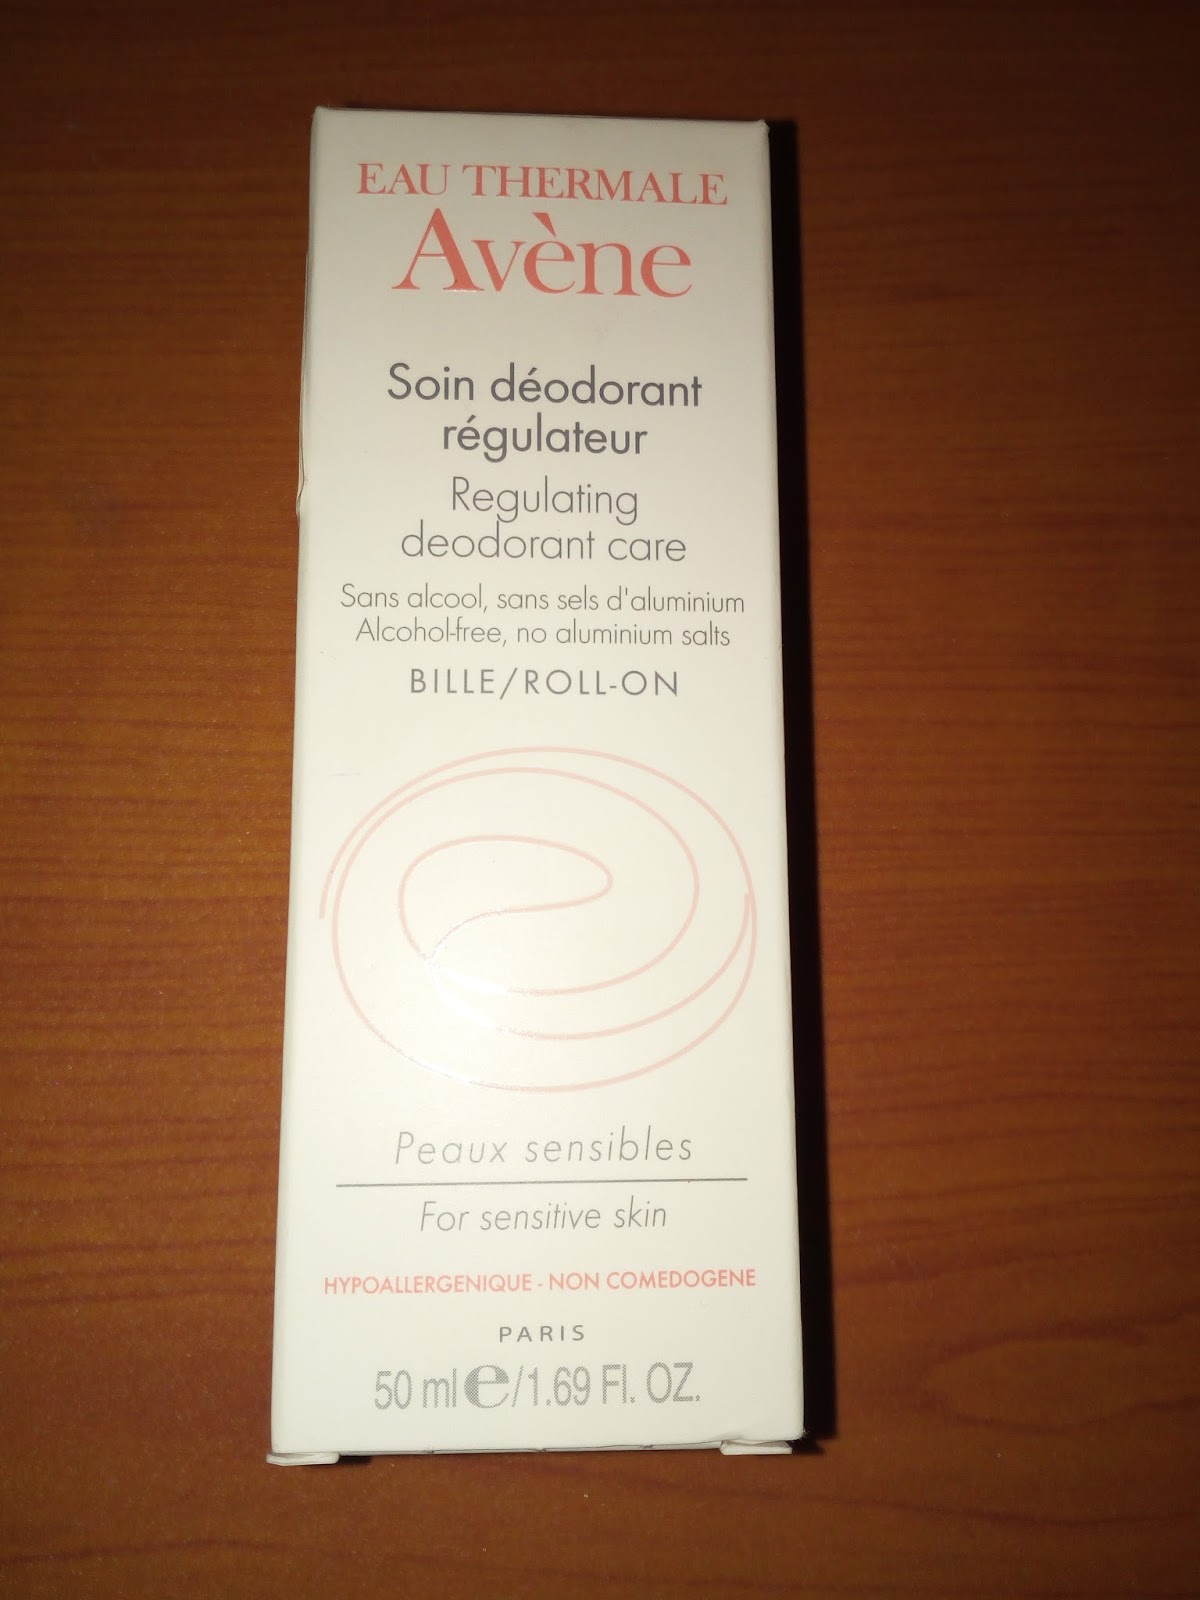 EAU THERMALE
Avène
Soin déodorant
régulateur
Regulating
deodorant care
Sans alcool, sans sels d'aluminium
Alcohol-free, no aluminium salts
BILLE/ROLL-ON
Peaux sensibles
For sensitive skin
HYPOALLERGENIQUE - NON COMEDOGENE
PARIS
50 ml e/1.69 Fl. OZ.